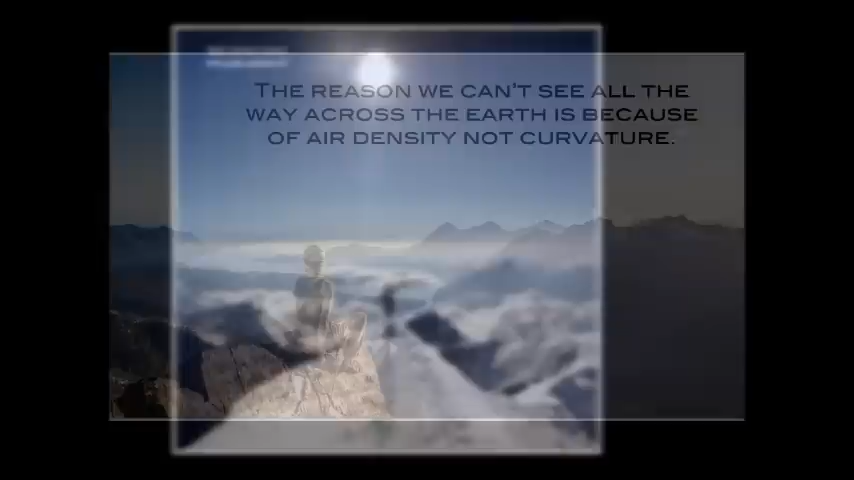 The reason we can't see all the
way across the earth is because
of air density not curvature.